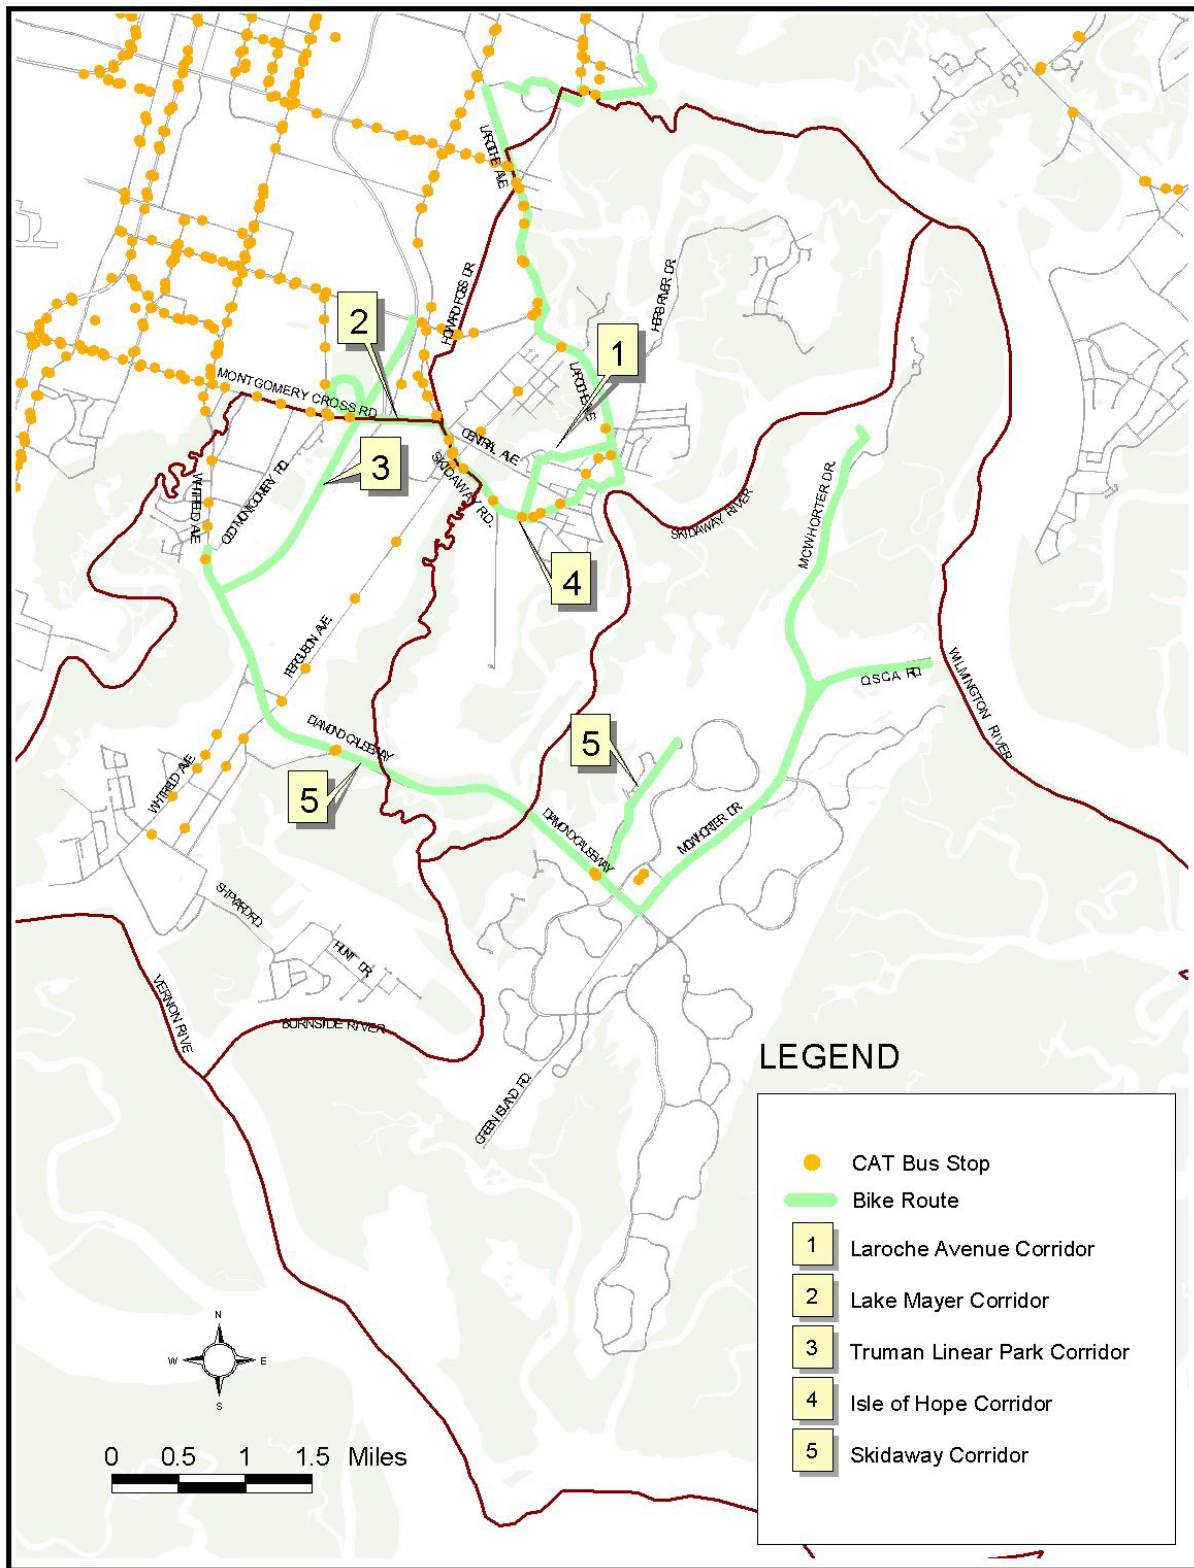 LAROCHE AVE
HOWARD FOSS DR.
HERB RIVER DR.
2
1
LAROCHE AVE
MONTGOMERY CROSS RD.
CENTRAL AVE
3
SKIDAWAY RD.
WHITFIELD AVE
OLD MONTGOMERY RD.
SKIDAWAY RIVER
MCWHORTER DR.
4
FERGUSON AVE.
OSCA RD
WILMINGTON RIVER
DIAMOND CAUSEWAY
5
WHITFIELD AVE
5
DIAMOND CAUSEWAY
MCWHORTER DR.
SHIPYARD RD.
HUNT DR.
VERNON RIVE
BURNSIDE RIVER
GREEN ISLAND RD.
LEGEND
CAT Bus Stop
Bike Route
1 Laroche Avenue Corridor
2 Lake Mayer Corridor
3 Truman Linear Park Corridor
4 Isle of Hope Corridor
5 Skidaway Corridor
N
W E
S
0 0.5 1 1.5 Miles